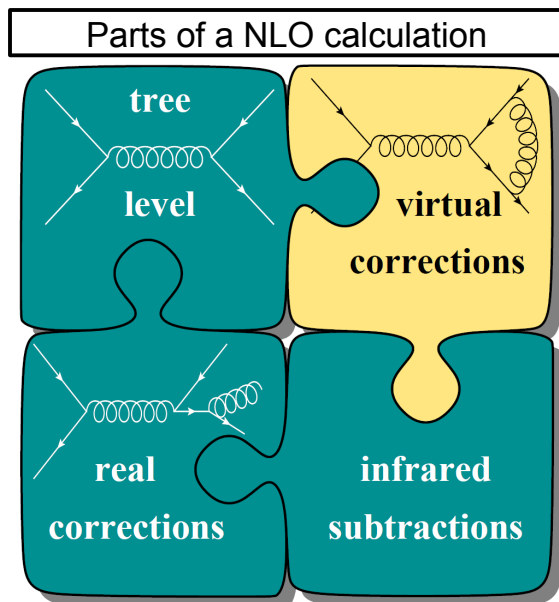 Parts of a NLO calculation
tree
level
virtual
corrections
real
corrections
infrared
subtractions